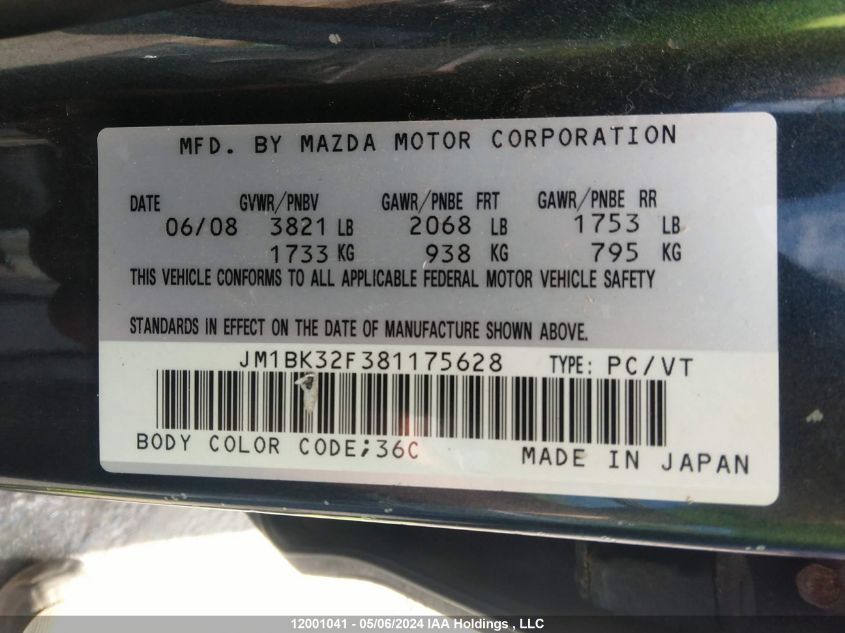 MFD. BY MAZDA MOTOR CORPORATION
DATE GVWR/PNBV GAWR/PNBE FRT GAWR/PNBE RR
06/08 3821 LB 2068 LB 1753 LB
1733 KG 938 KG 795 KG
THIS VEHICLE CONFORMS TO ALL APPLICABLE FEDERAL MOTOR VEHICLE SAFETY
STANDARDS IN EFFECT ON THE DATE OF MANUFACTURE SHOWN ABOVE.
JM1BK32F381175628 TYPE: PC/VT
BODY COLOR CODE;36C MADE IN JAPAN
12001041 - 05/06/2024 IAA Holdings , LLC